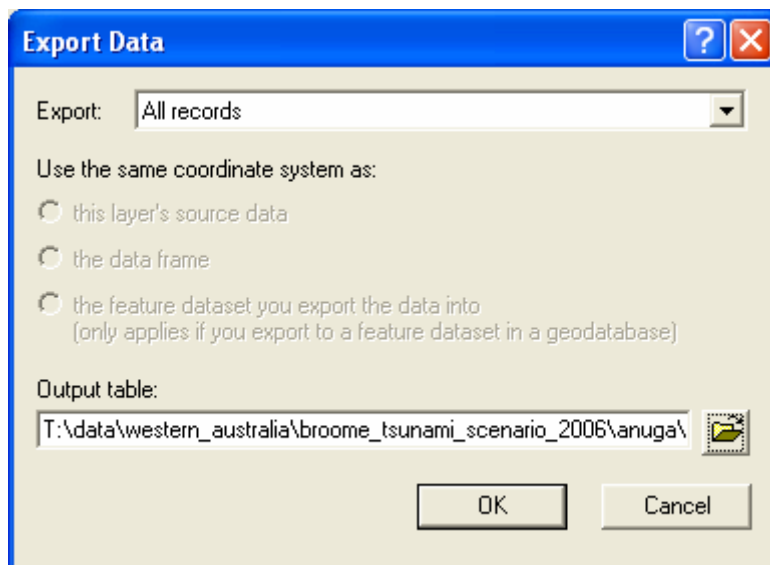 Export Data
Export: All records
Use the same coordinate system as:
this layer's source data
the data frame
the feature dataset you export the data into
(only applies if you export to a feature dataset in a geodatabase)
Output table:
T:\data\western_australia\broome_tsunami_scenario_2006\anuga\
OK Cancel